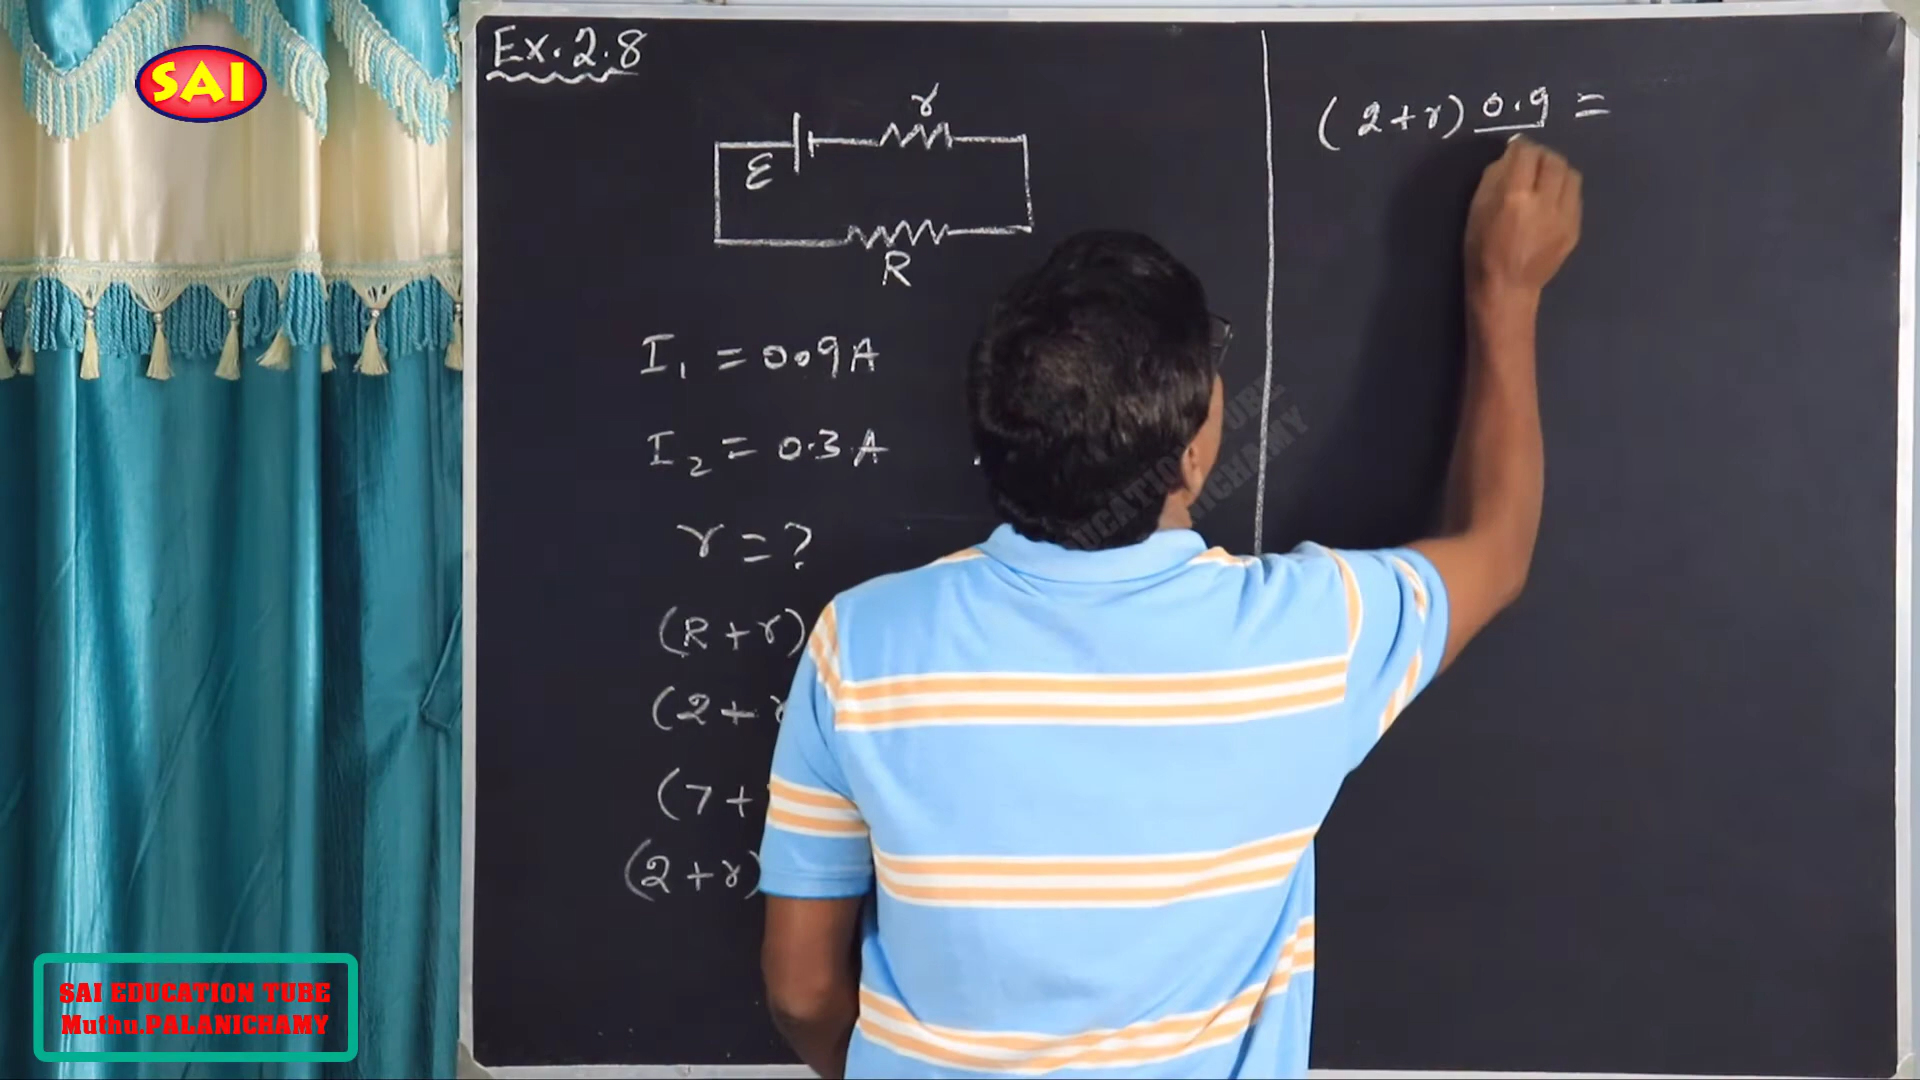 SAI
Ex. 2.8
r
ε
R
I₁ = 0.9A
I₂ = 0.3A
r = ?
(R+r)
(2+r
(7+
(2+r)
(2+r) 0.9 =
SAI EDUCATION TUBE
Muthu.PALANICHAMY